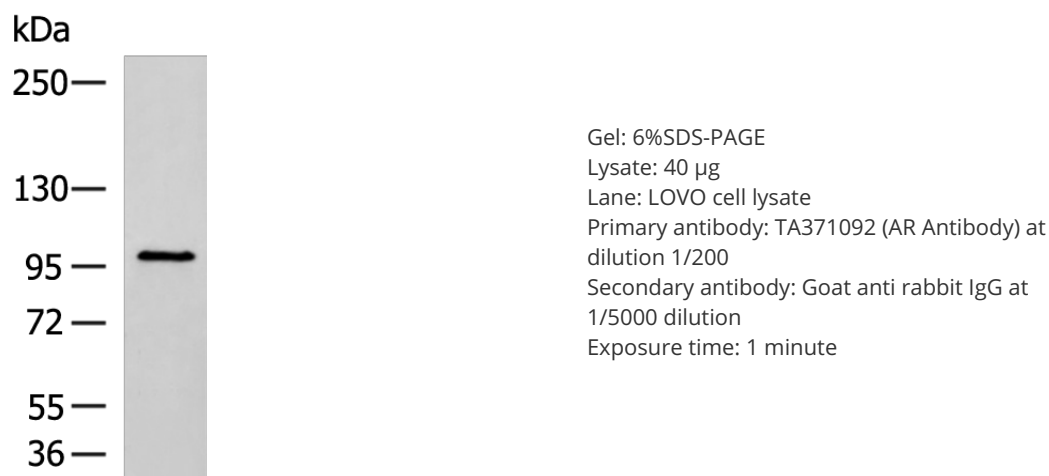 kDa
250
130
95
72
55
36
Gel: 6%SDS-PAGE
Lysate: 40 µg
Lane: LOVO cell lysate
Primary antibody: TA371092 (AR Antibody) at
dilution 1/200
Secondary antibody: Goat anti rabbit IgG at
1/5000 dilution
Exposure time: 1 minute